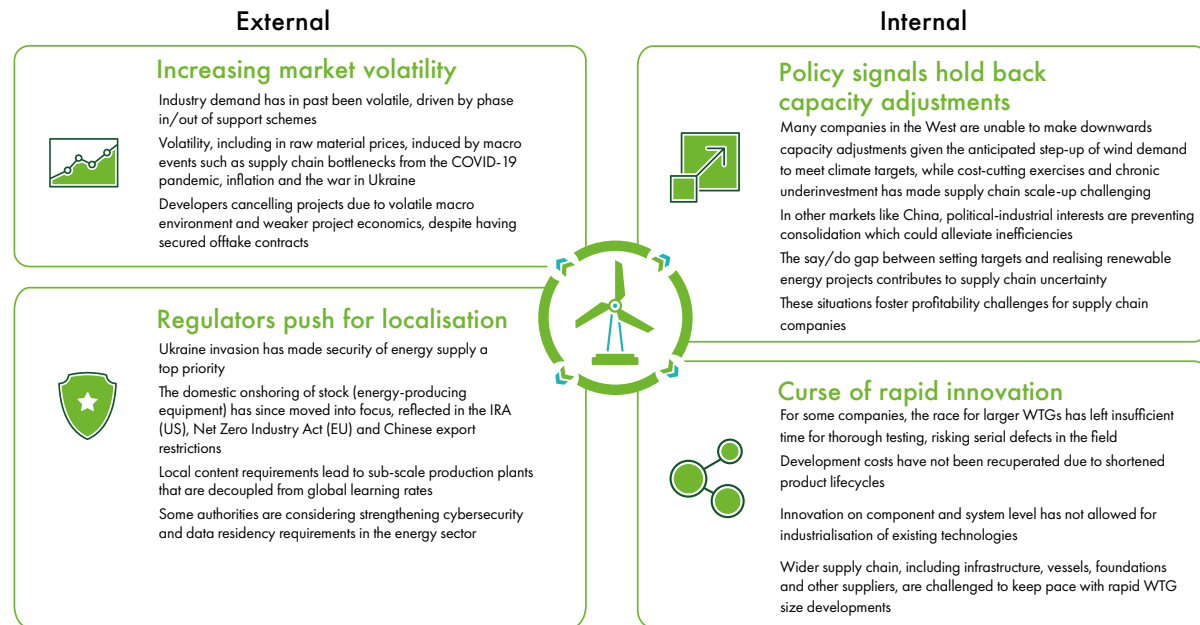 External
Increasing market volatility
Industry demand has in past been volatile, driven by phase
in/out of support schemes
Volatility, including in raw material prices, induced by macro
events such as supply chain bottlenecks from the COVID-19
pandemic, inflation and the war in Ukraine
Developers cancelling projects due to volatile macro
environment and weaker project economics, despite having
secured offtake contracts
Regulators push for localisation
Ukraine invasion has made security of energy supply a
top priority
The domestic onshoring of stock (energy-producing
equipment) has since moved into focus, reflected in the IRA
(US), Net Zero Industry Act (EU) and Chinese export
restrictions
Local content requirements lead to sub-scale production plants
that are decoupled from global learning rates
Some authorities are considering strengthening cybersecurity
and data residency requirements in the energy sector
Internal
Policy signals hold back
capacity adjustments
Many companies in the West are unable to make downwards
capacity adjustments given the anticipated step-up of wind demand
to meet climate targets, while cost-cutting exercises and chronic
underinvestment has made supply chain scale-up challenging
In other markets like China, political-industrial interests are preventing
consolidation which could alleviate inefficiencies
The say/do gap between setting targets and realising renewable
energy projects contributes to supply chain uncertainty
These situations foster profitability challenges for supply chain
companies
Curse of rapid innovation
For some companies, the race for larger WTGs has left insufficient
time for thorough testing, risking serial defects in the field
Development costs have not been recuperated due to shortened
product lifecycles
Innovation on component and system level has not allowed for
industrialisation of existing technologies
Wider supply chain, including infrastructure, vessels, foundations
and other suppliers, are challenged to keep pace with rapid WTG
size developments